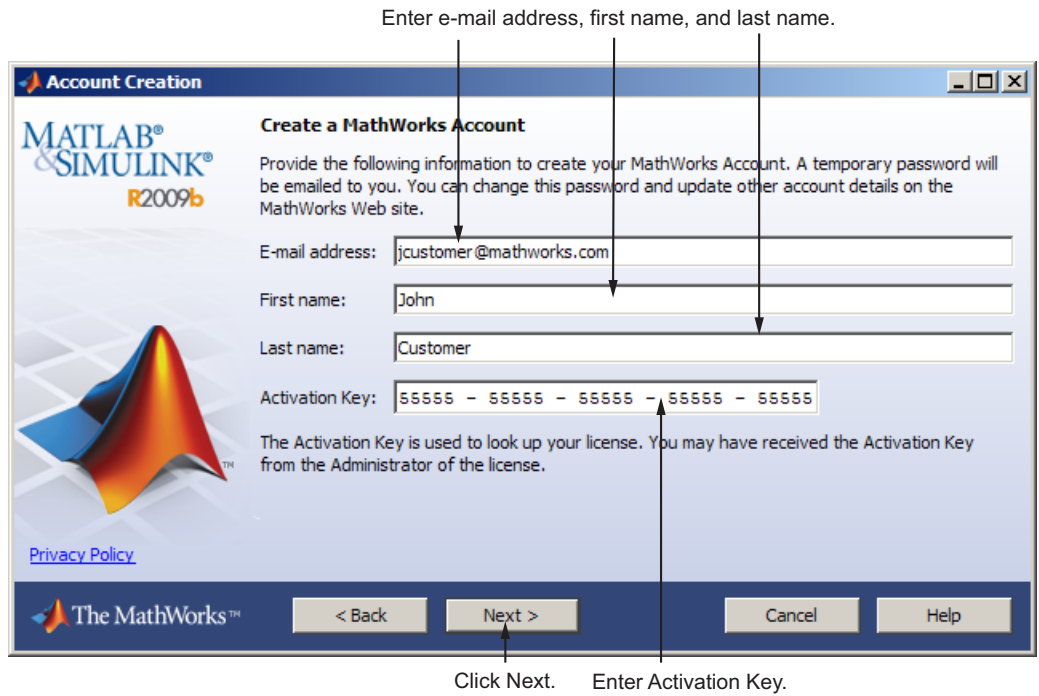 Enter e-mail address, first name, and last name.
Account Creation
MATLAB®
&SIMULINK®
R2009b
Create a MathWorks Account
Provide the following information to create your MathWorks Account. A temporary password will
be emailed to you. You can change this password and update other account details on the
MathWorks Web site.
E-mail address: jcustomer@mathworks.com
First name: John
Last name: Customer
Activation Key: 55555 - 55555 - 55555 - 55555 - 55555
The Activation Key is used to look up your license. You may have received the Activation Key
from the Administrator of the license.
TM
Privacy Policy
The MathWorks™ < Back Next > Cancel Help
Click Next. Enter Activation Key.